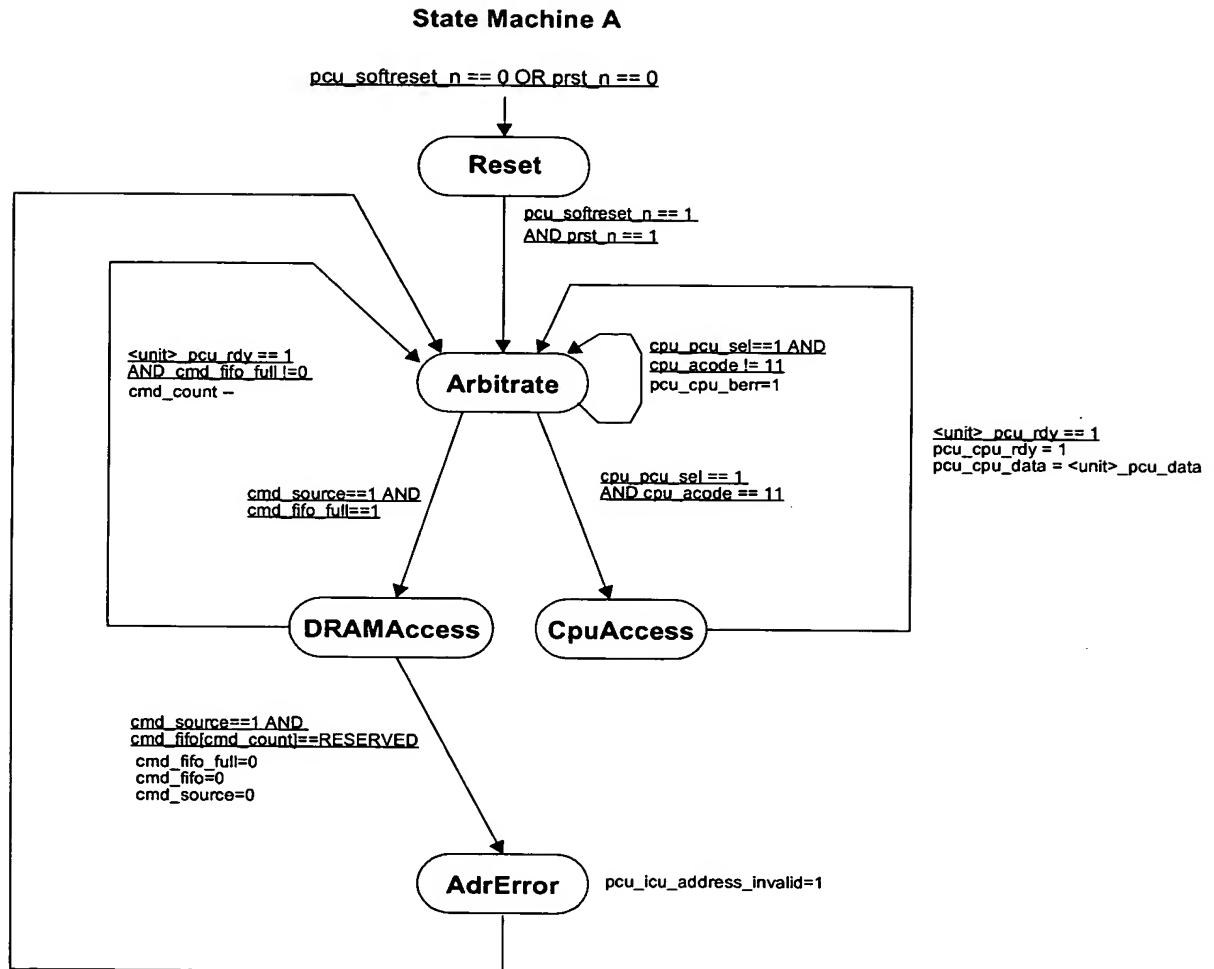 State Machine A
pcu_softreset_n == 0 OR prst_n == 0
Reset
pcu_softreset_n == 1
AND prst_n == 1
<unit>_pcu_rdy == 1
AND cmd_fifo_full !=0
cmd_count --
Arbitrate
cpu_pcu_sel==1 AND
cpu_acode != 11
pcu_cpu_berr=1
<unit>_pcu_rdy == 1
pcu_cpu_rdy = 1
pcu_cpu_data = <unit>_pcu_data
cmd_source==1 AND
cmd_fifo_full==1
cpu_pcu_sel == 1
AND cpu_acode == 11
DRAMAccess
CpuAccess
cmd_source==1 AND
cmd_fifo[cmd_count]==RESERVED
cmd_fifo_full=0
cmd_fifo=0
cmd_source=0
AdrError
pcu_icu_address_invalid=1